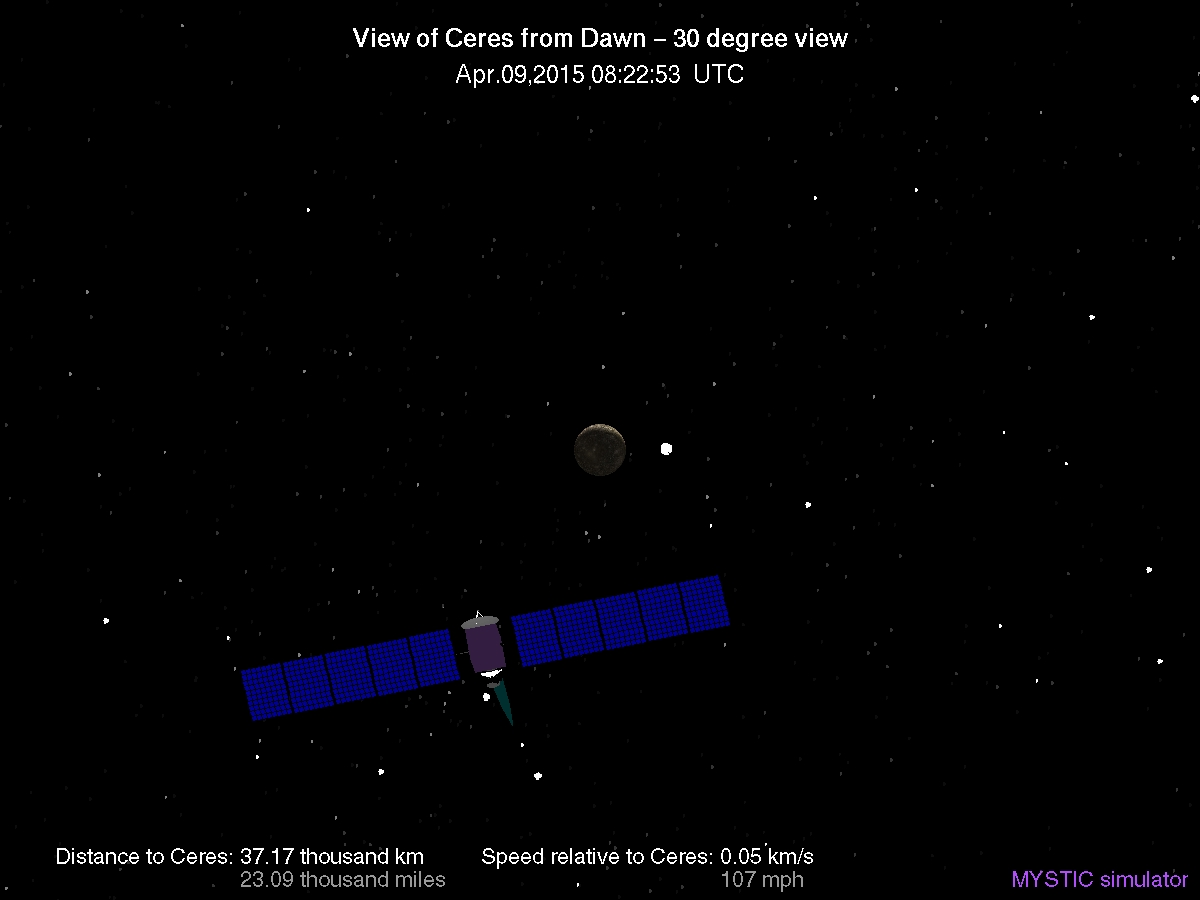 View of Ceres from Dawn – 30 degree view
Apr.09,2015 08:22:53 UTC
Distance to Ceres: 37.17 thousand km
23.09 thousand miles
Speed relative to Ceres: 0.05 km/s
107 mph
MYSTIC simulator